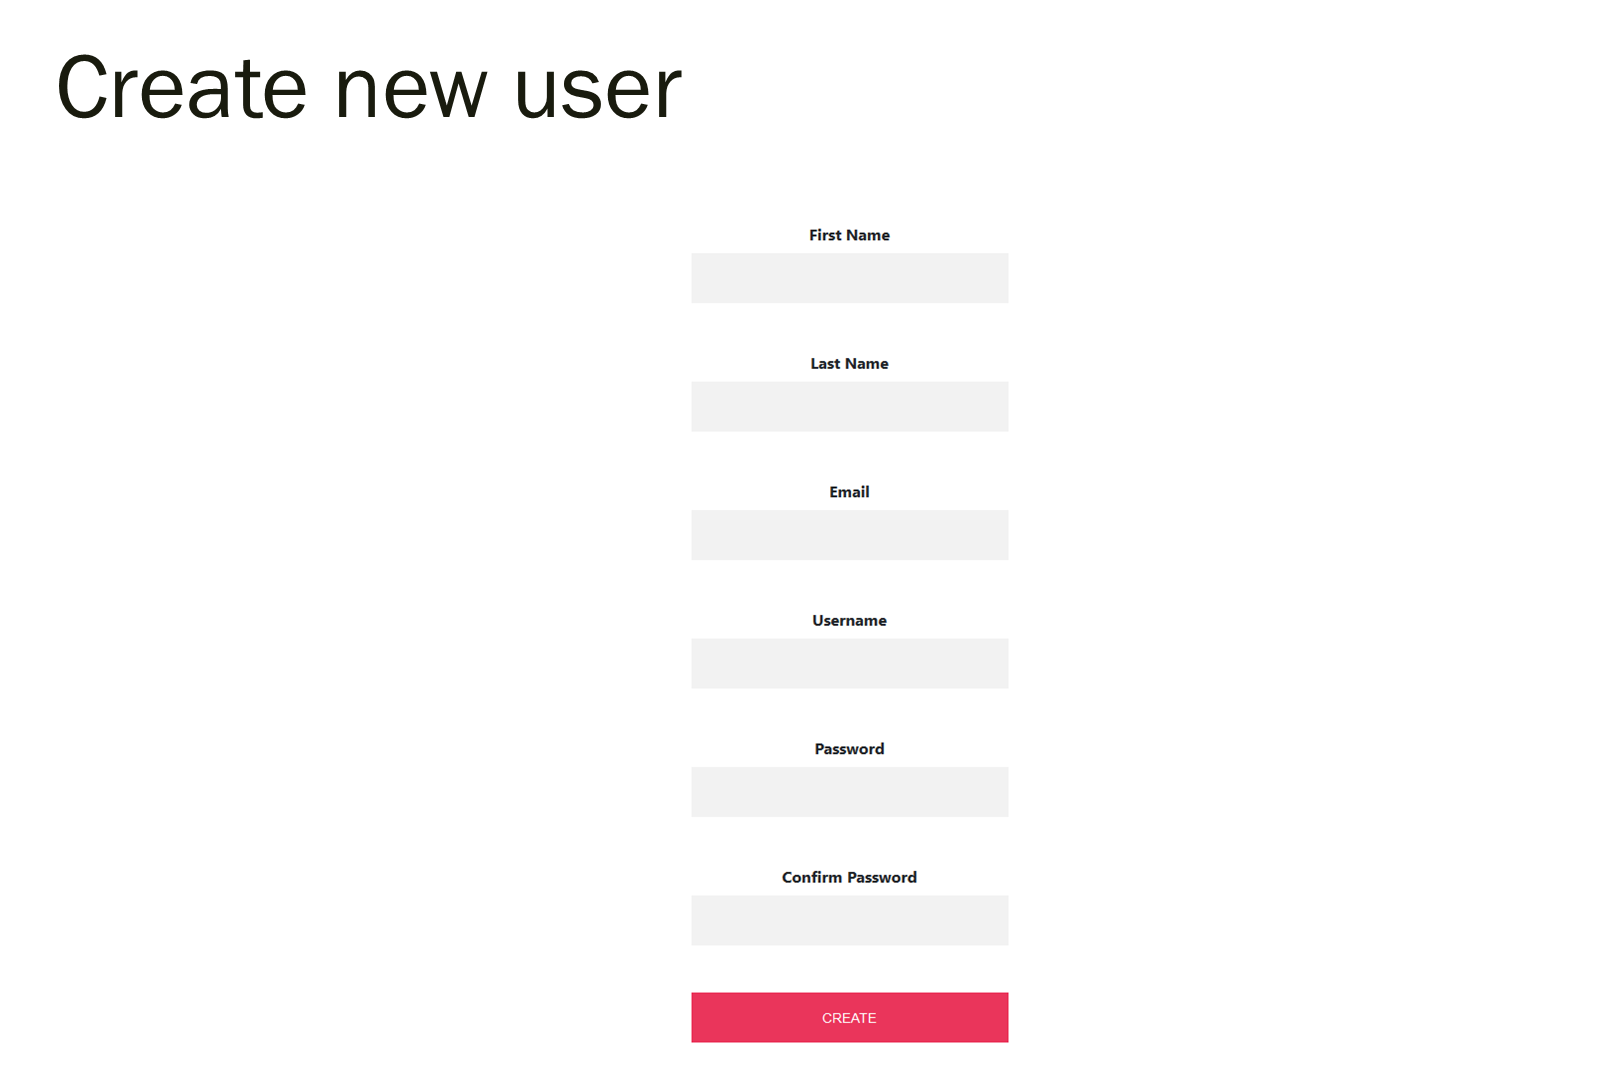 Create new user
First Name
Last Name
Email
Username
Password
Confirm Password
CREATE